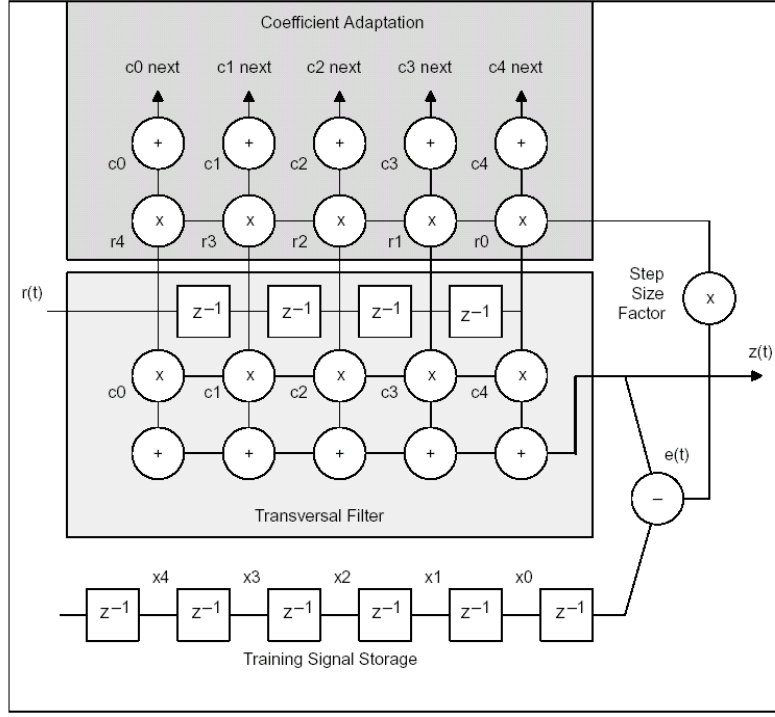 Coefficient Adaptation
c0 next c1 next c2 next c3 next c4 next
+ + + + +
c0 c1 c2 c3 c4
x x x x x
r4 r3 r2 r1 r0
r(t)
z⁻¹ z⁻¹ z⁻¹ z⁻¹
Step
Size
Factor
x
z(t)
x x x x x
c0 c1 c2 c3 c4
+ + + + +
e(t)
−
Transversal Filter
x4 x3 x2 x1 x0
z⁻¹ z⁻¹ z⁻¹ z⁻¹ z⁻¹ z⁻¹
Training Signal Storage